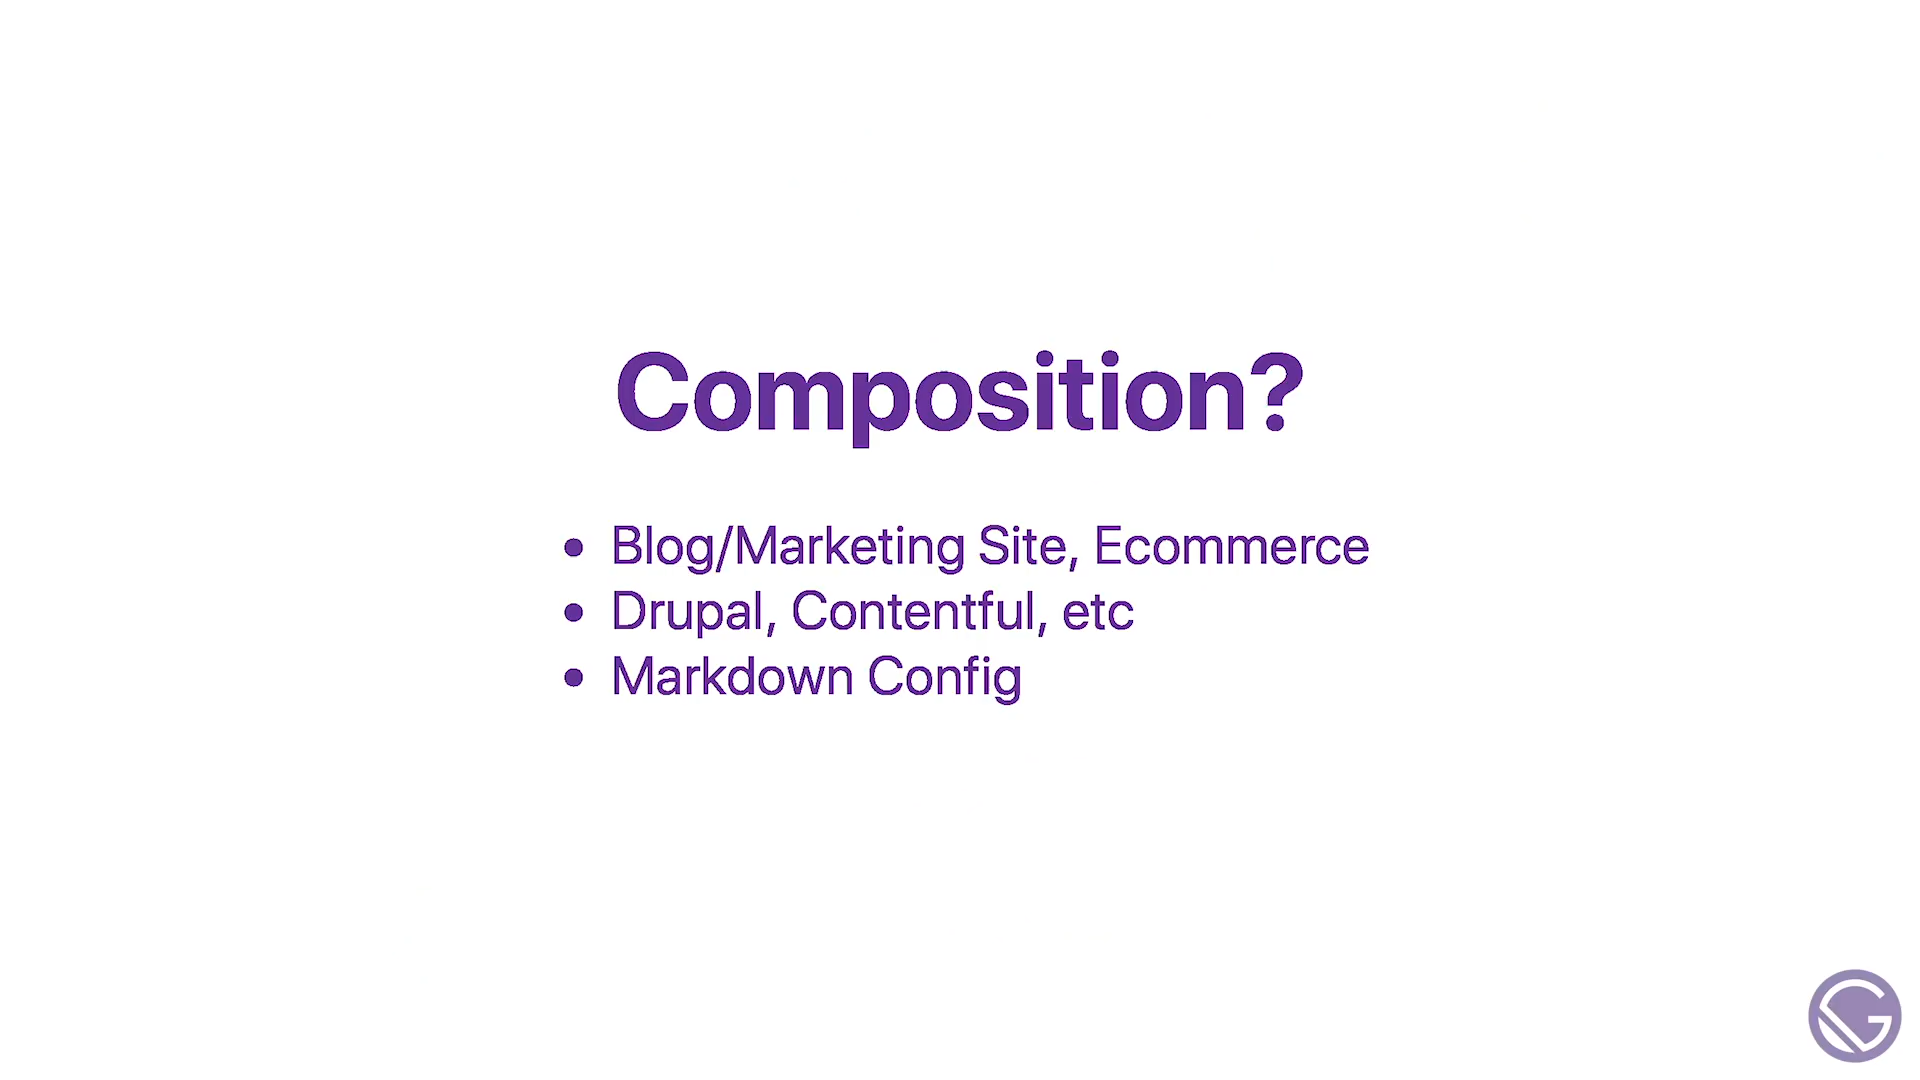 Composition?
• Blog/Marketing Site, Ecommerce
• Drupal, Contentful, etc
• Markdown Config